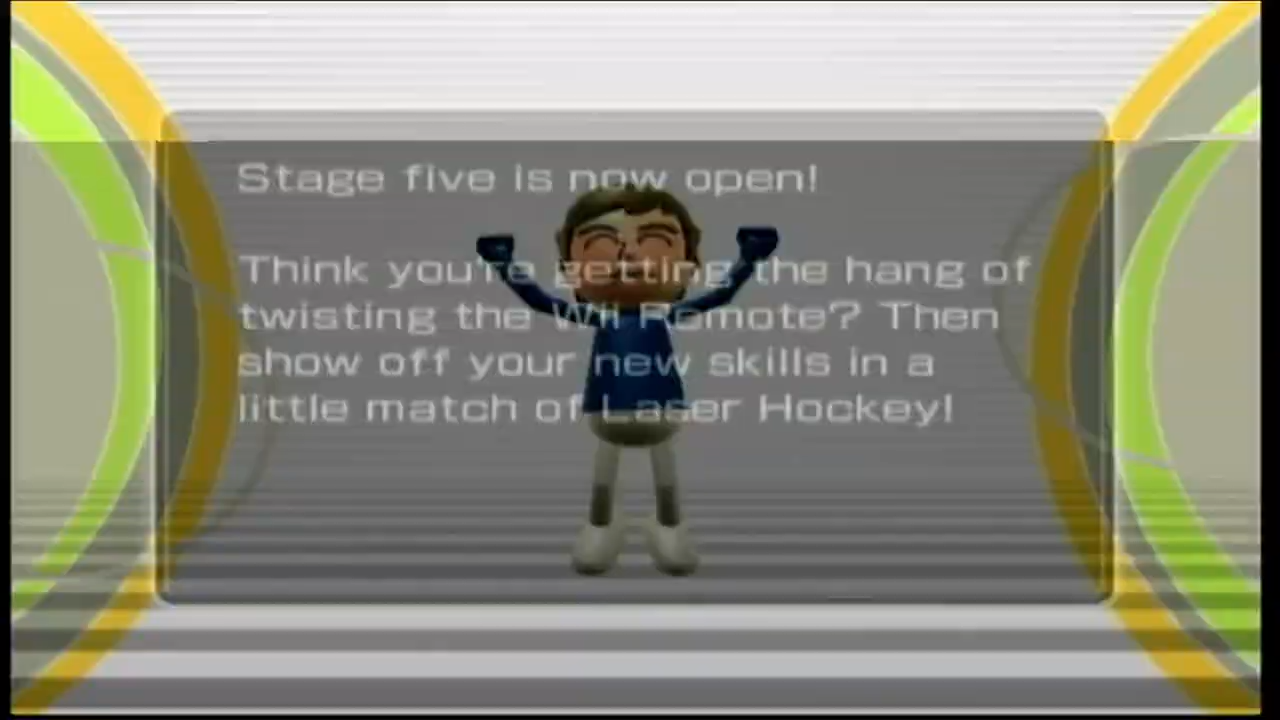 Stage five is now open!
Think you're getting the hang of
twisting the Wii Remote? Then
show off your new skills in a
little match of Laser Hockey!